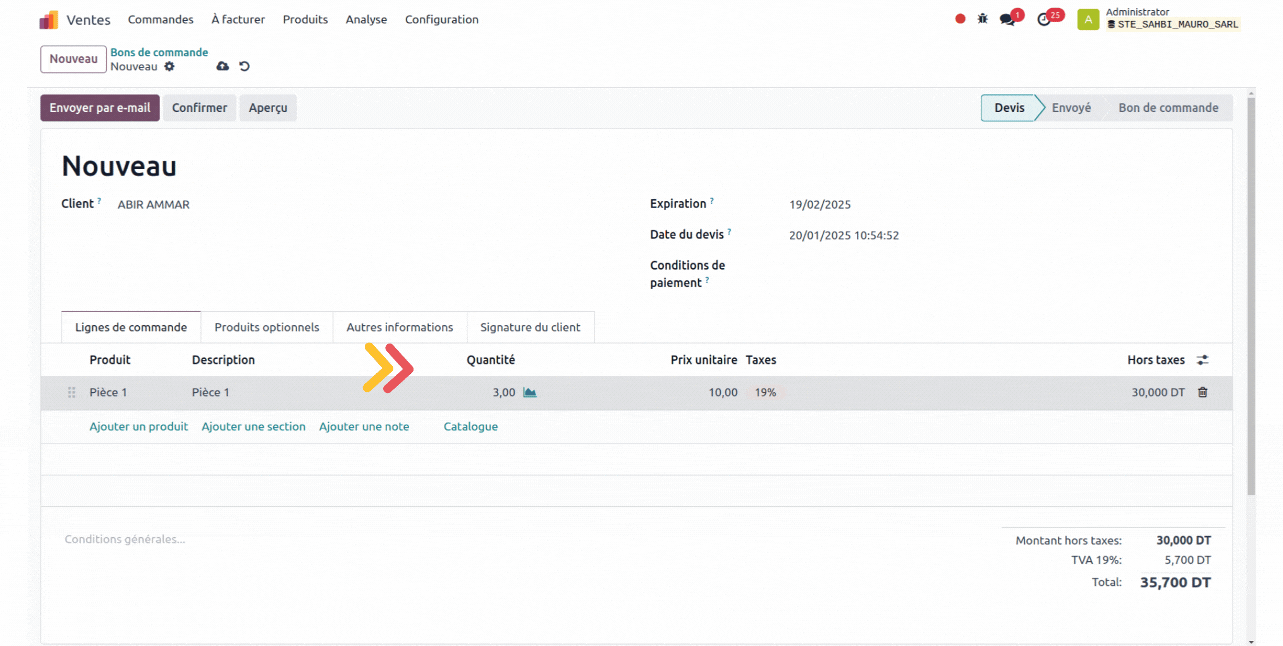 Ventes Commandes À facturer Produits Analyse Configuration 1 25 A Administrator
STE_SAHBI_MAURO_SARL
Nouveau Bons de commande
Nouveau
Envoyer par e-mail Confirmer Aperçu Devis Envoyé Bon de commande
Nouveau
Client ? ABIR AMMAR
Expiration ? 19/02/2025
Date du devis ? 20/01/2025 10:54:52
Conditions de
paiement ?
Lignes de commande Produits optionnels Autres informations Signature du client
Produit Description Quantité Prix unitaire Taxes Hors taxes
Pièce 1 Pièce 1 3,00 10,00 19% 30,000 DT
Ajouter un produit Ajouter une section Ajouter une note Catalogue
Conditions générales...
Montant hors taxes: 30,000 DT
TVA 19%: 5,700 DT
Total: 35,700 DT